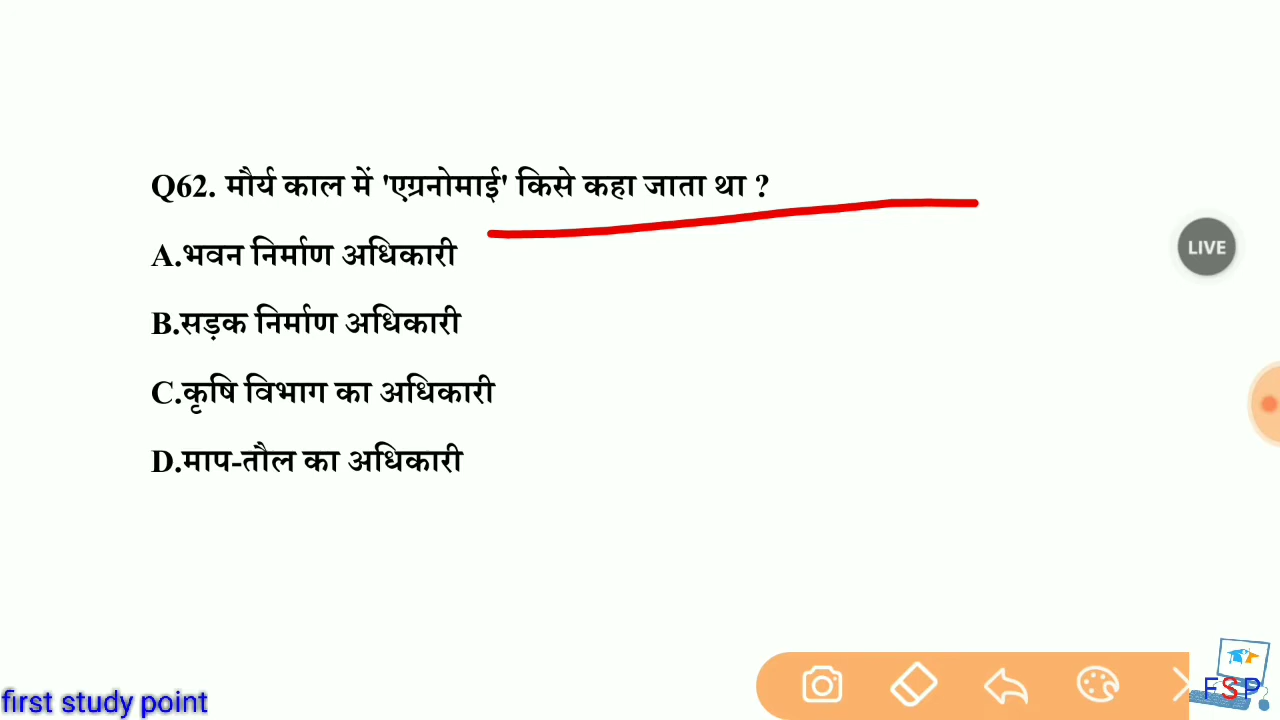 Q62. मौर्य काल में 'एग्रनोमाई' किसे कहा जाता था ?
A.भवन निर्माण अधिकारी
LIVE
B.सड़क निर्माण अधिकारी
C.कृषि विभाग का अधिकारी
D.माप-तौल का अधिकारी
FSP
first study point